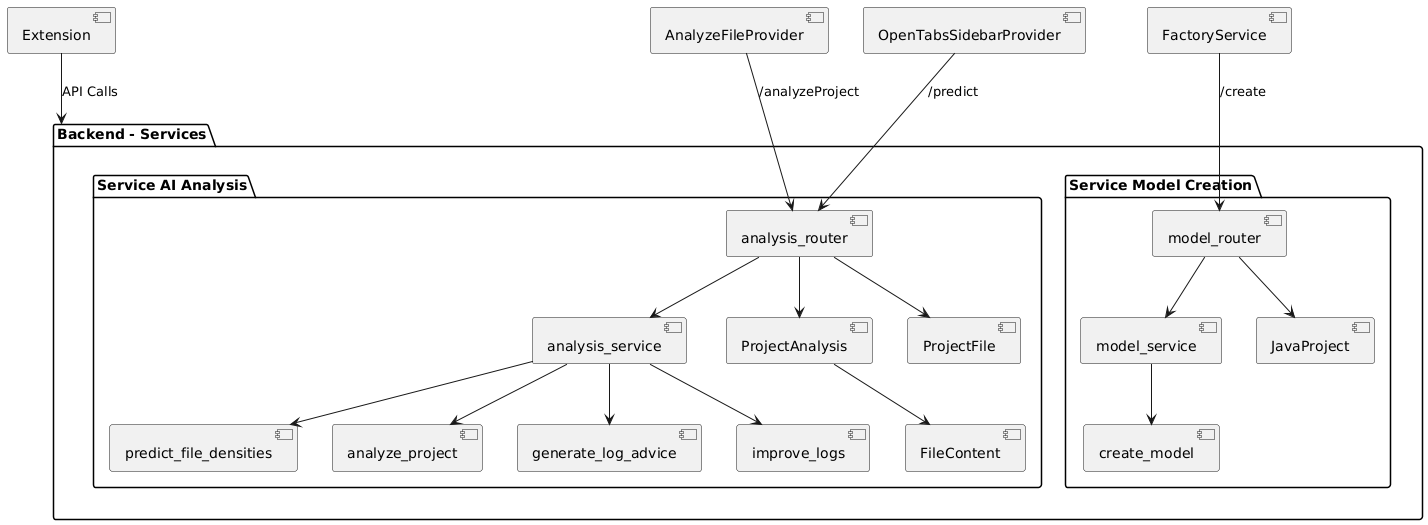 Extension
AnalyzeFileProvider
OpenTabsSidebarProvider
FactoryService
API Calls
/analyzeProject
/predict
/create
Backend - Services
Service AI Analysis
Service Model Creation
analysis_router
model_router
analysis_service
ProjectAnalysis
ProjectFile
model_service
JavaProject
predict_file_densities
analyze_project
generate_log_advice
improve_logs
FileContent
create_model